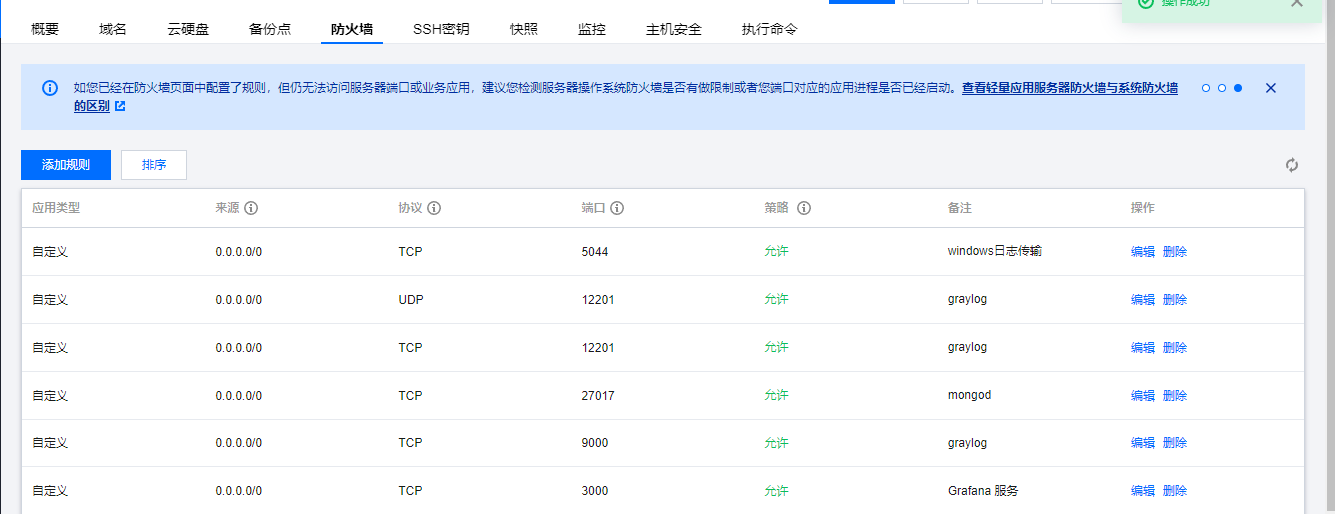 操作成功
概要 域名 云硬盘 备份点 防火墙 SSH密钥 快照 监控 主机安全 执行命令
如您已经在防火墙页面中配置了规则，但仍无法访问服务器端口或业务应用，建议您检测服务器操作系统防火墙是否有做限制或者您端口对应的应用进程是否已经启动。查看轻量应用服务器防火墙与系统防火墙
的区别
添加规则 排序
应用类型 来源 协议 端口 策略 备注 操作
自定义 0.0.0.0/0 TCP 5044 允许 windows日志传输 编辑 删除
自定义 0.0.0.0/0 UDP 12201 允许 graylog 编辑 删除
自定义 0.0.0.0/0 TCP 12201 允许 graylog 编辑 删除
自定义 0.0.0.0/0 TCP 27017 允许 mongod 编辑 删除
自定义 0.0.0.0/0 TCP 9000 允许 graylog 编辑 删除
自定义 0.0.0.0/0 TCP 3000 允许 Grafana 服务 编辑 删除